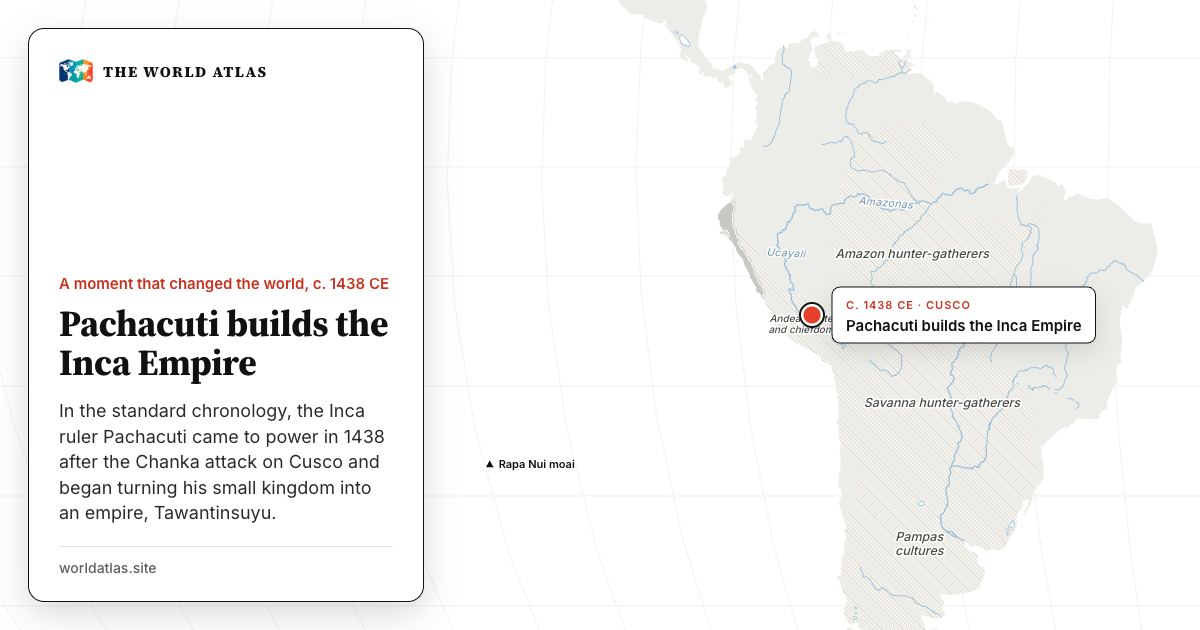 THE WORLD ATLAS
A moment that changed the world, c. 1438 CE
Pachacuti builds the
Inca Empire
In the standard chronology, the Inca
ruler Pachacuti came to power in 1438
after the Chanka attack on Cusco and
began turning his small kingdom into
an empire, Tawantinsuyu.
worldatlas.site
Amazonas
Ucayali
Amazon hunter-gatherers
C. 1438 CE · CUSCO
Pachacuti builds the Inca Empire
and
Savanna hunter-gatherers
Rapa Nui moai
Pampas
cultures